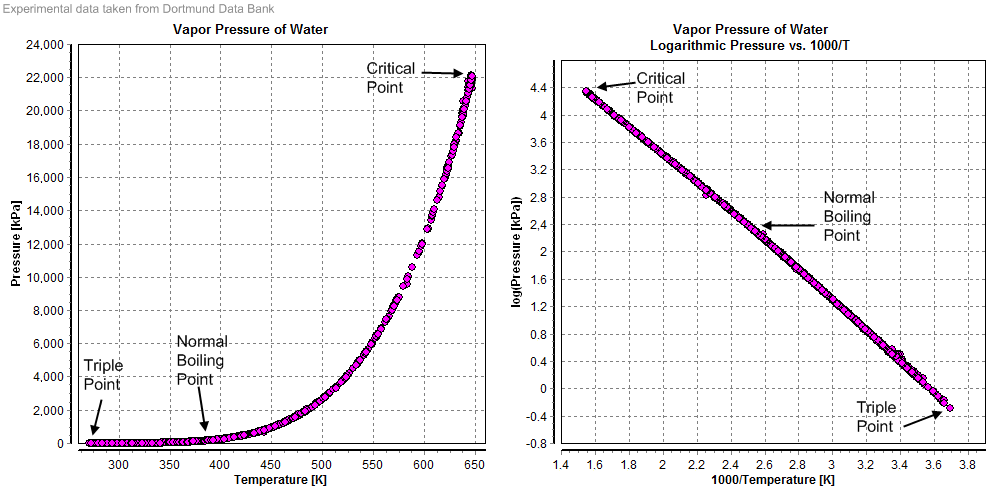 Experimental data taken from Dortmund Data Bank
Vapor Pressure of Water
24,000
22,000
20,000
18,000
16,000
14,000
12,000
10,000
8,000
6,000
4,000
2,000
0
Pressure [kPa]
Critical
Point
Normal
Boiling
Point
Triple
Point
300
350
400
450
500
550
600
650
Temperature [K]
Vapor Pressure of Water
Logarithmic Pressure vs. 1000/T
4.4
4
3.6
3.2
2.8
2.4
2
1.6
1.2
0.8
0.4
0
-0.4
-0.8
log(Pressure [kPa])
Critical
Point
Normal
Boiling
Point
Triple
Point
1.4
1.6
1.8
2
2.2
2.4
2.6
2.8
3
3.2
3.4
3.6
3.8
1000/Temperature [K]